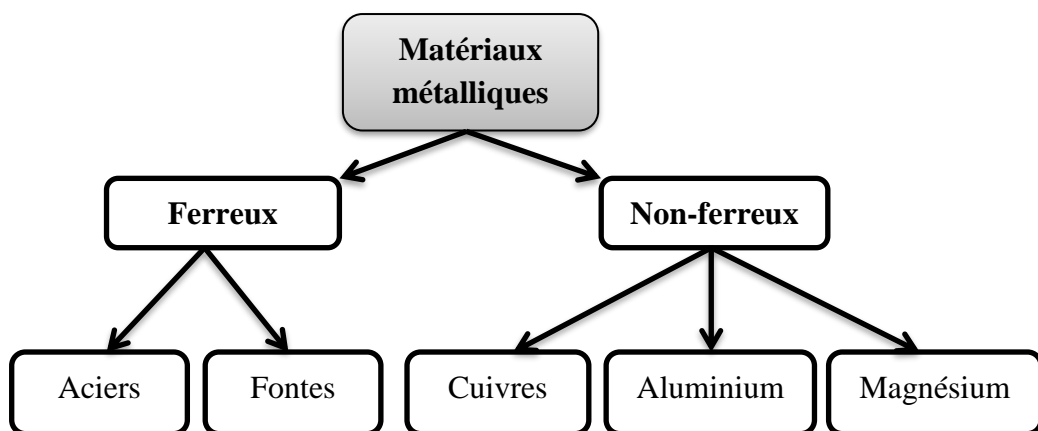 Matériaux
métalliques
Ferreux
Non-ferreux
Aciers
Fontes
Cuivres
Aluminium
Magnésium